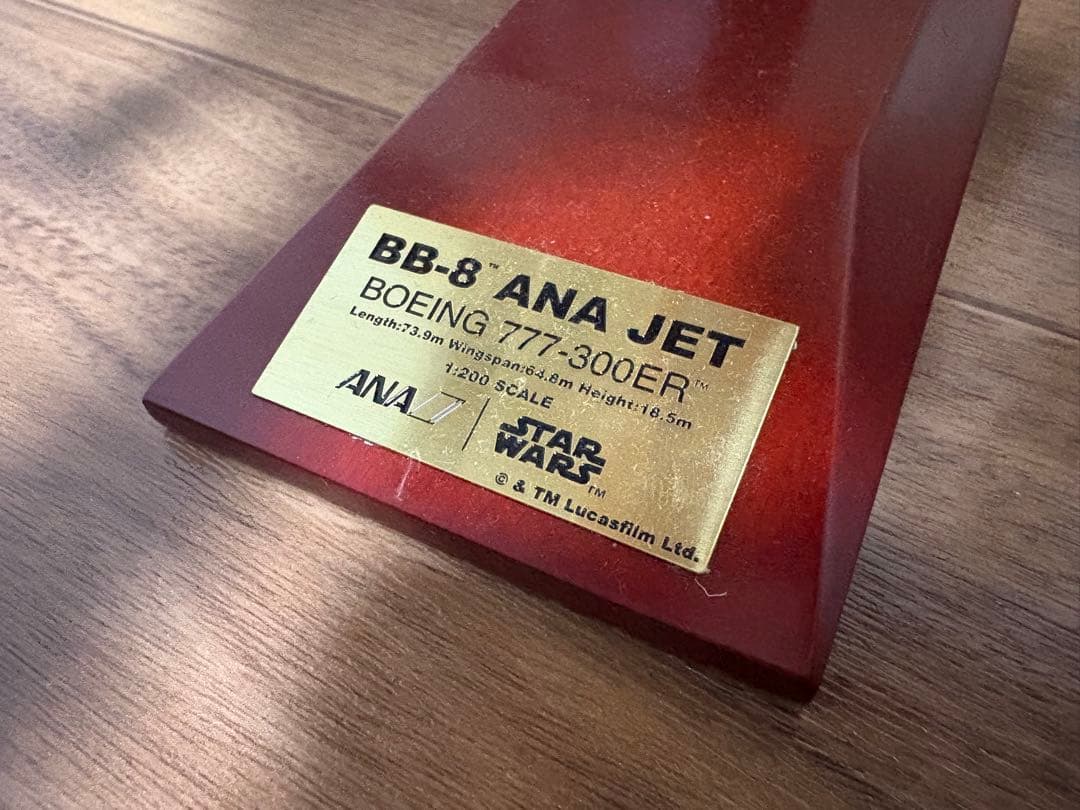 BB-8™ ANA JET
BOEING 777-300ER™
Length:73.9m Wingspan:64.8m Height:18.5m
1:200 SCALE
ANA
STAR
WARS™
© & TM Lucasfilm Ltd.